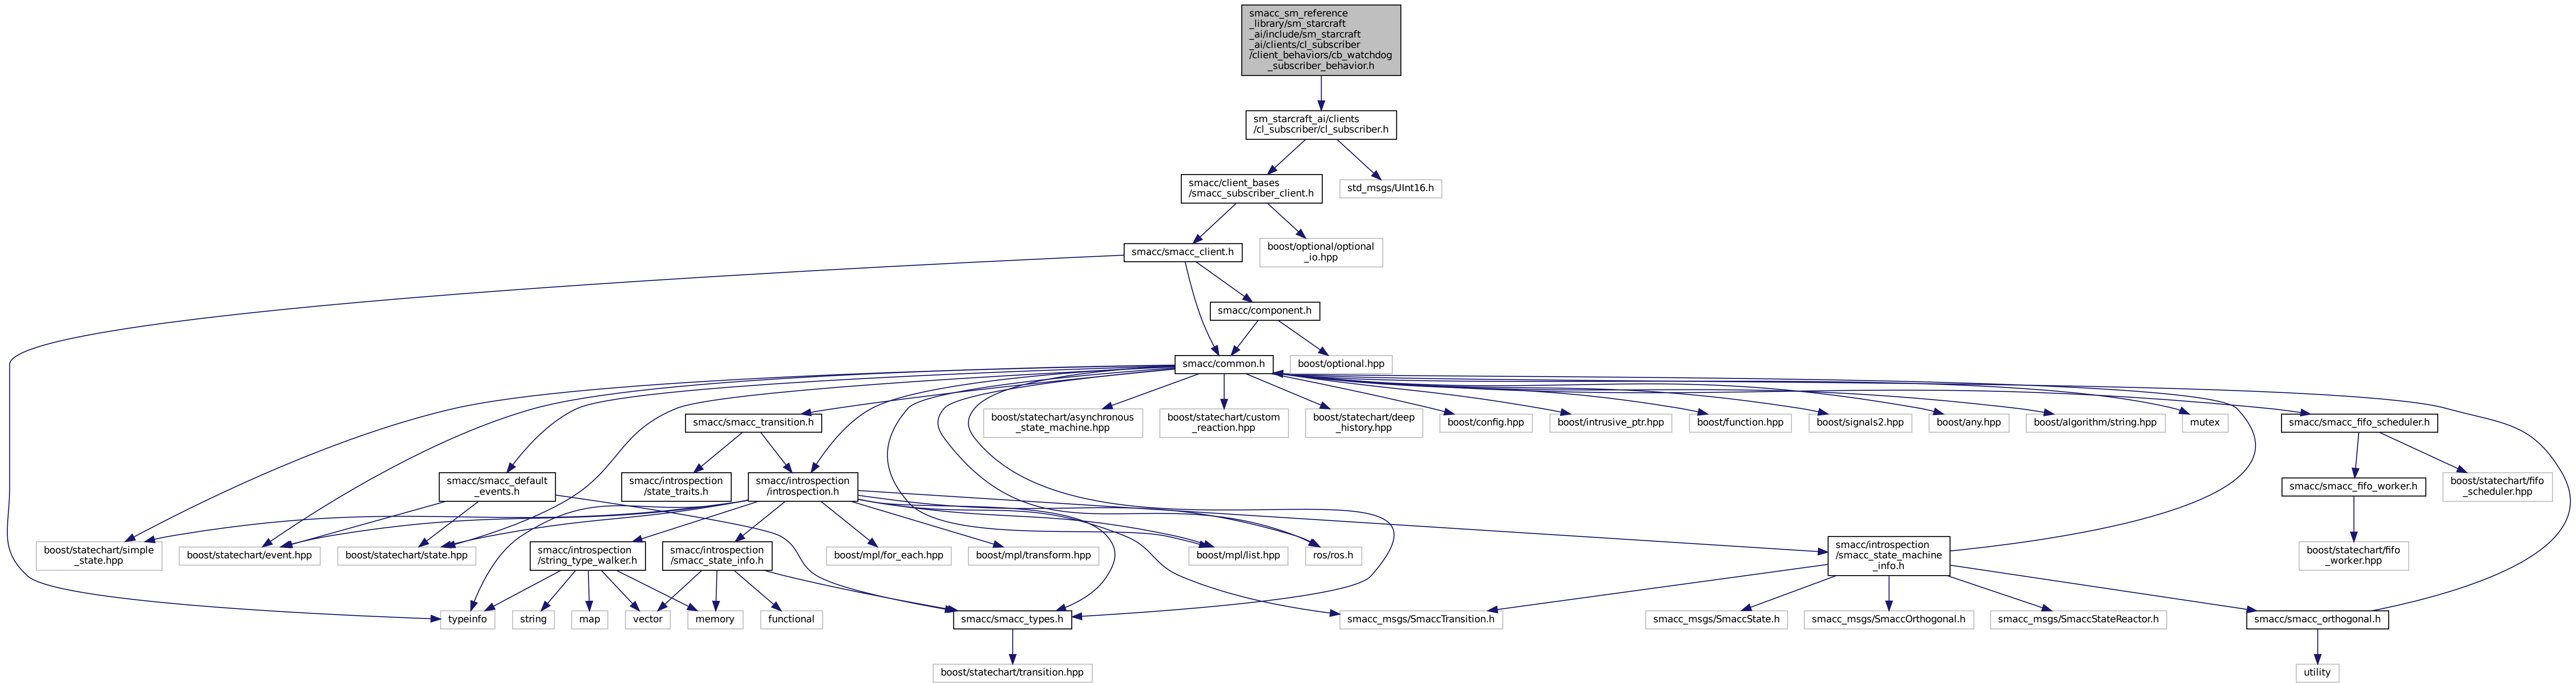 smacc_sm_reference
_library/sm_starcraft
_ai/include/sm_starcraft
_ai/clients/cl_subscriber
/client_behaviors/cb_watchdog
_subscriber_behavior.h
sm_starcraft_ai/clients
/cl_subscriber/cl_subscriber.h
smacc/client_bases
/smacc_subscriber_client.h
std_msgs/UInt16.h
smacc/smacc_client.h
boost/optional/optional
_io.hpp
smacc/component.h
smacc/common.h
boost/optional.hpp
smacc/smacc_transition.h
boost/statechart/asynchronous
_state_machine.hpp
boost/statechart/custom
_reaction.hpp
boost/statechart/deep
_history.hpp
boost/config.hpp
boost/intrusive_ptr.hpp
boost/function.hpp
boost/signals2.hpp
boost/any.hpp
boost/algorithm/string.hpp
mutex
smacc/smacc_fifo_scheduler.h
smacc/smacc_default
_events.h
smacc/introspection
/state_traits.h
smacc/introspection
/introspection.h
smacc/smacc_fifo_worker.h
boost/statechart/fifo
_scheduler.hpp
boost/statechart/simple
_state.hpp
boost/statechart/event.hpp
boost/statechart/state.hpp
smacc/introspection
/string_type_walker.h
smacc/introspection
/smacc_state_info.h
boost/mpl/for_each.hpp
boost/mpl/transform.hpp
boost/mpl/list.hpp
ros/ros.h
smacc/introspection
/smacc_state_machine
_info.h
boost/statechart/fifo
_worker.hpp
typeinfo
string
map
vector
memory
functional
smacc/smacc_types.h
smacc_msgs/SmaccTransition.h
smacc_msgs/SmaccState.h
smacc_msgs/SmaccOrthogonal.h
smacc_msgs/SmaccStateReactor.h
smacc/smacc_orthogonal.h
boost/statechart/transition.hpp
utility